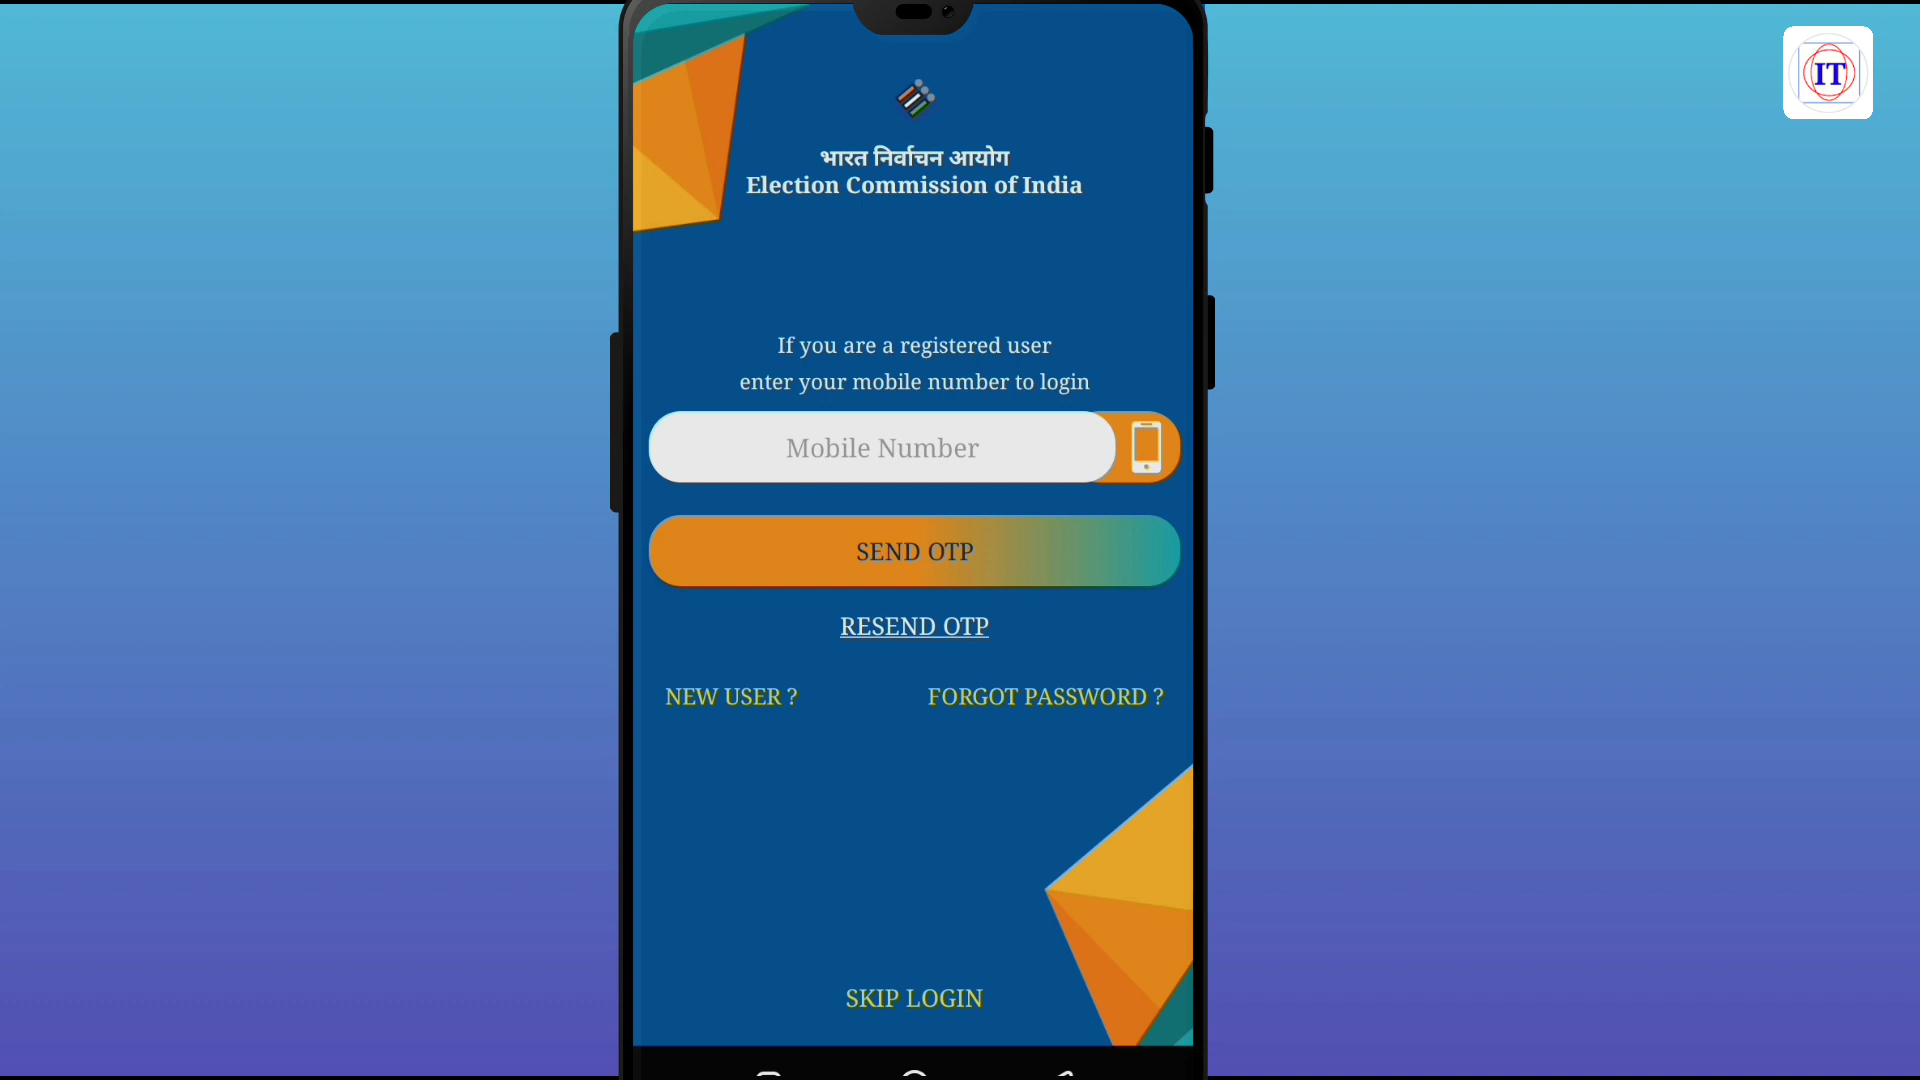 IT
भारत निर्वाचन आयोग
Election Commission of India
If you are a registered user
enter your mobile number to login
Mobile Number
SEND OTP
RESEND OTP
NEW USER ?
FORGOT PASSWORD ?
SKIP LOGIN